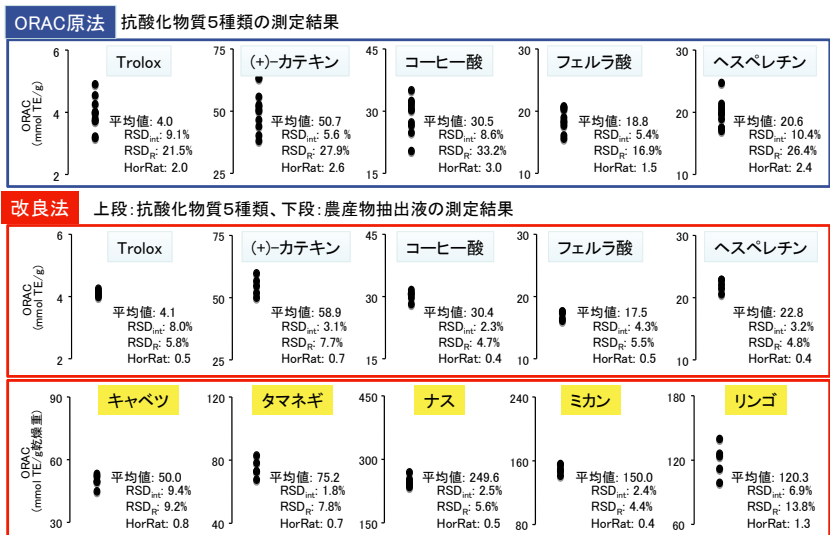 ORAC原法 抗酸化物質5種類の測定結果
ORAC
(mmol TE/g)
6
4
2
Trolox
平均値: 4.0
RSDint: 9.1%
RSDR: 21.5%
HorRat: 2.0
75
50
25
(+)-カテキン
平均値: 50.7
RSDint: 5.6 %
RSDR: 27.9%
HorRat: 2.6
45
30
15
コーヒー酸
平均値: 30.5
RSDint: 8.6%
RSDR: 33.2%
HorRat: 3.0
30
20
10
フェルラ酸
平均値: 18.8
RSDint: 5.4%
RSDR: 16.9%
HorRat: 1.5
30
20
10
ヘスペレチン
平均値: 20.6
RSDint: 10.4%
RSDR: 26.4%
HorRat: 2.4
改良法 上段:抗酸化物質5種類、下段:農産物抽出液の測定結果
ORAC
(mmol TE/g)
6
4
2
Trolox
平均値: 4.1
RSDint: 8.0%
RSDR: 5.8%
HorRat: 0.5
75
50
25
(+)-カテキン
平均値: 58.9
RSDint: 3.1%
RSDR: 7.7%
HorRat: 0.7
45
30
15
コーヒー酸
平均値: 30.4
RSDint: 2.3%
RSDR: 4.7%
HorRat: 0.4
30
20
10
フェルラ酸
平均値: 17.5
RSDint: 4.3%
RSDR: 5.5%
HorRat: 0.5
30
20
10
ヘスペレチン
平均値: 22.8
RSDint: 3.2%
RSDR: 4.8%
HorRat: 0.4
ORAC
(mmol TE/g乾燥重)
90
60
30
キャベツ
平均値: 50.0
RSDint: 9.4%
RSDR: 9.2%
HorRat: 0.8
120
80
40
タマネギ
平均値: 75.2
RSDint: 1.8%
RSDR: 7.8%
HorRat: 0.7
450
300
150
ナス
平均値: 249.6
RSDint: 2.5%
RSDR: 5.6%
HorRat: 0.5
240
160
80
ミカン
平均値: 150.0
RSDint: 2.4%
RSDR: 4.4%
HorRat: 0.4
180
120
60
リンゴ
平均値: 120.3
RSDint: 6.9%
RSDR: 13.8%
HorRat: 1.3